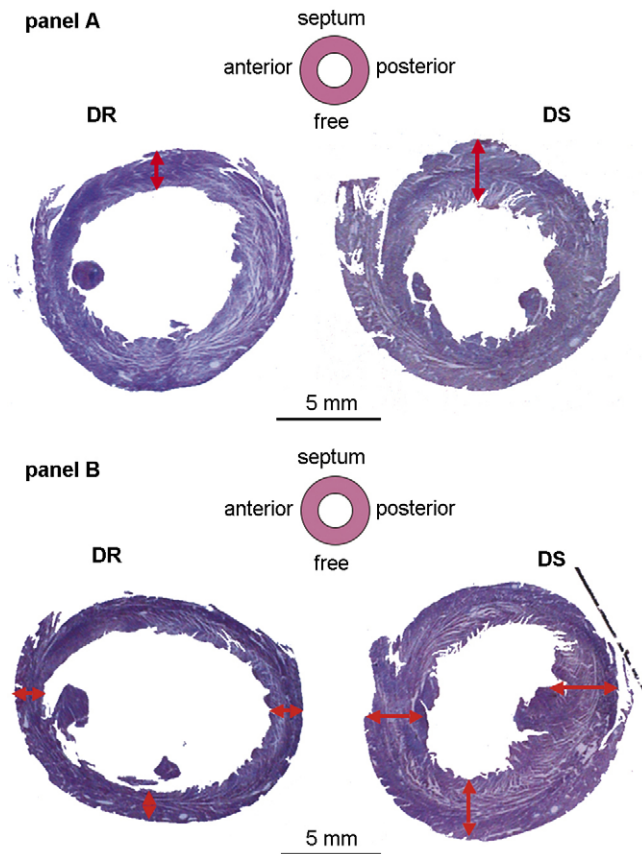 panel A
septum
anterior posterior
free
DR DS
5 mm
panel B
septum
anterior posterior
free
DR DS
5 mm